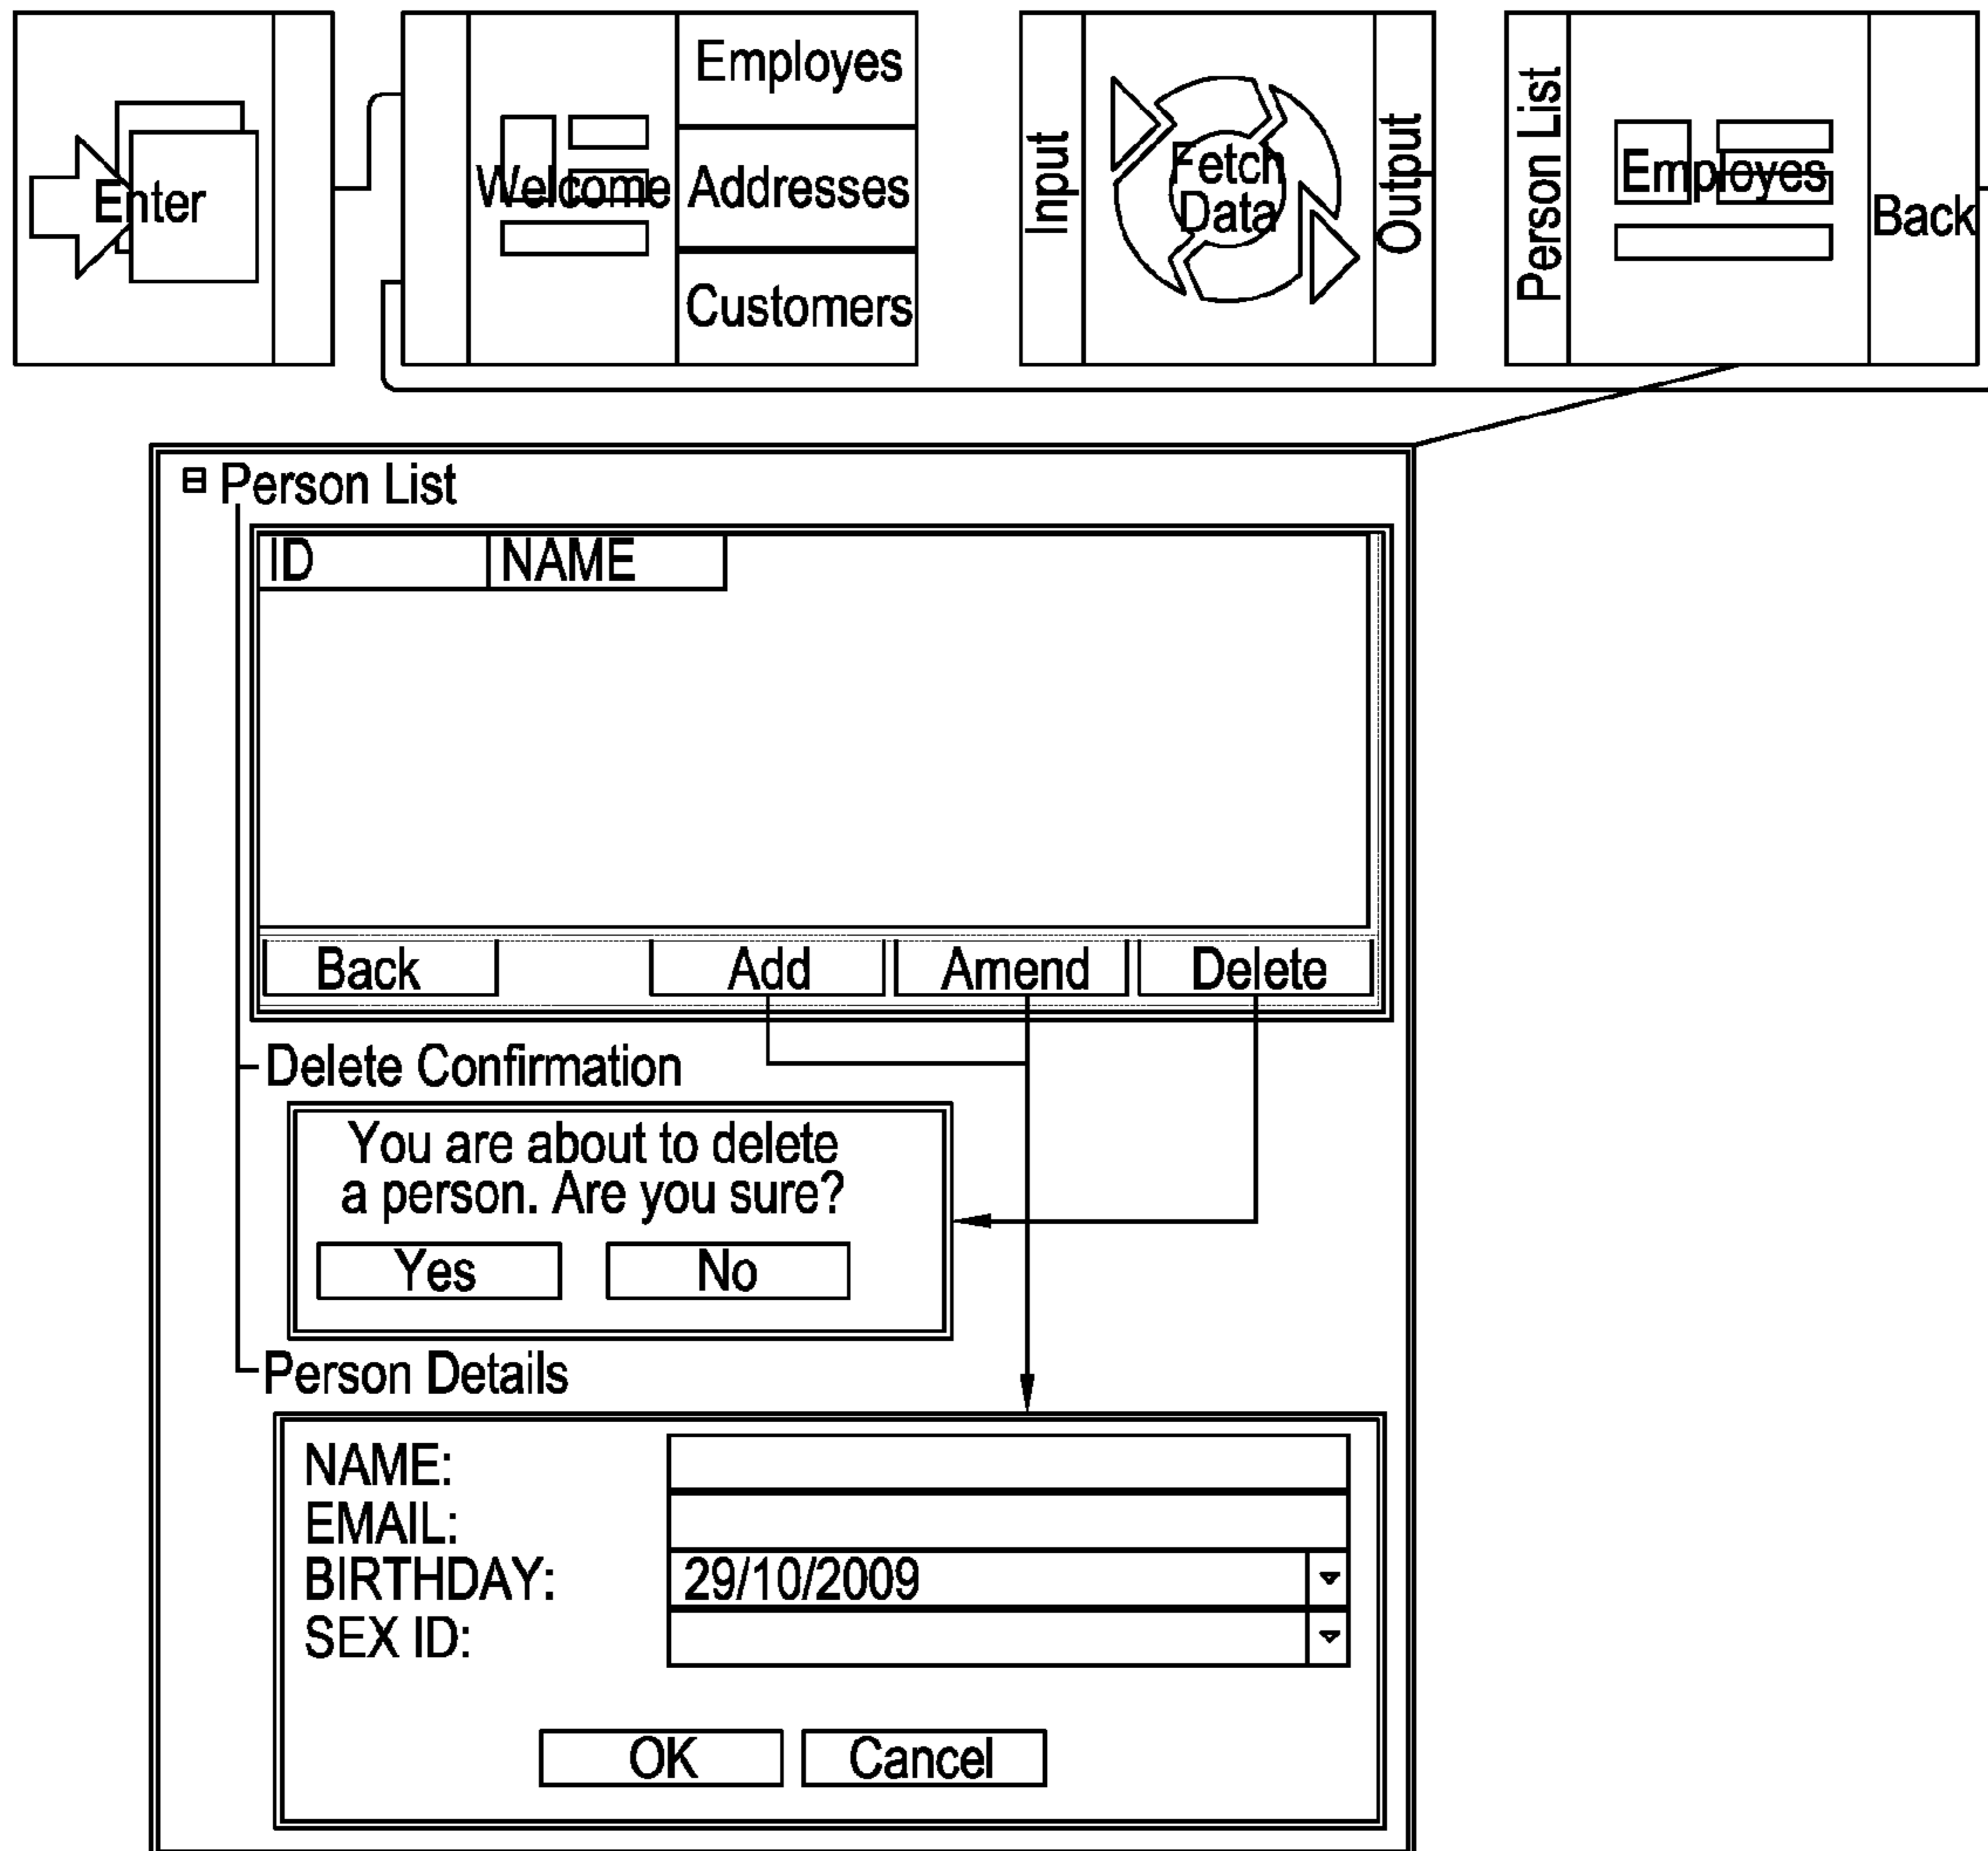 Enter
Welcome
Employes
Addresses
Customers
Input
Fetch
Data
Output
Person List
Employes
Back
Person List
ID NAME
Back Add Amend Delete
Delete Confirmation
You are about to delete
a person. Are you sure?
Yes No
Person Details
NAME:
EMAIL:
BIRTHDAY: 29/10/2009
SEX ID:
OK Cancel